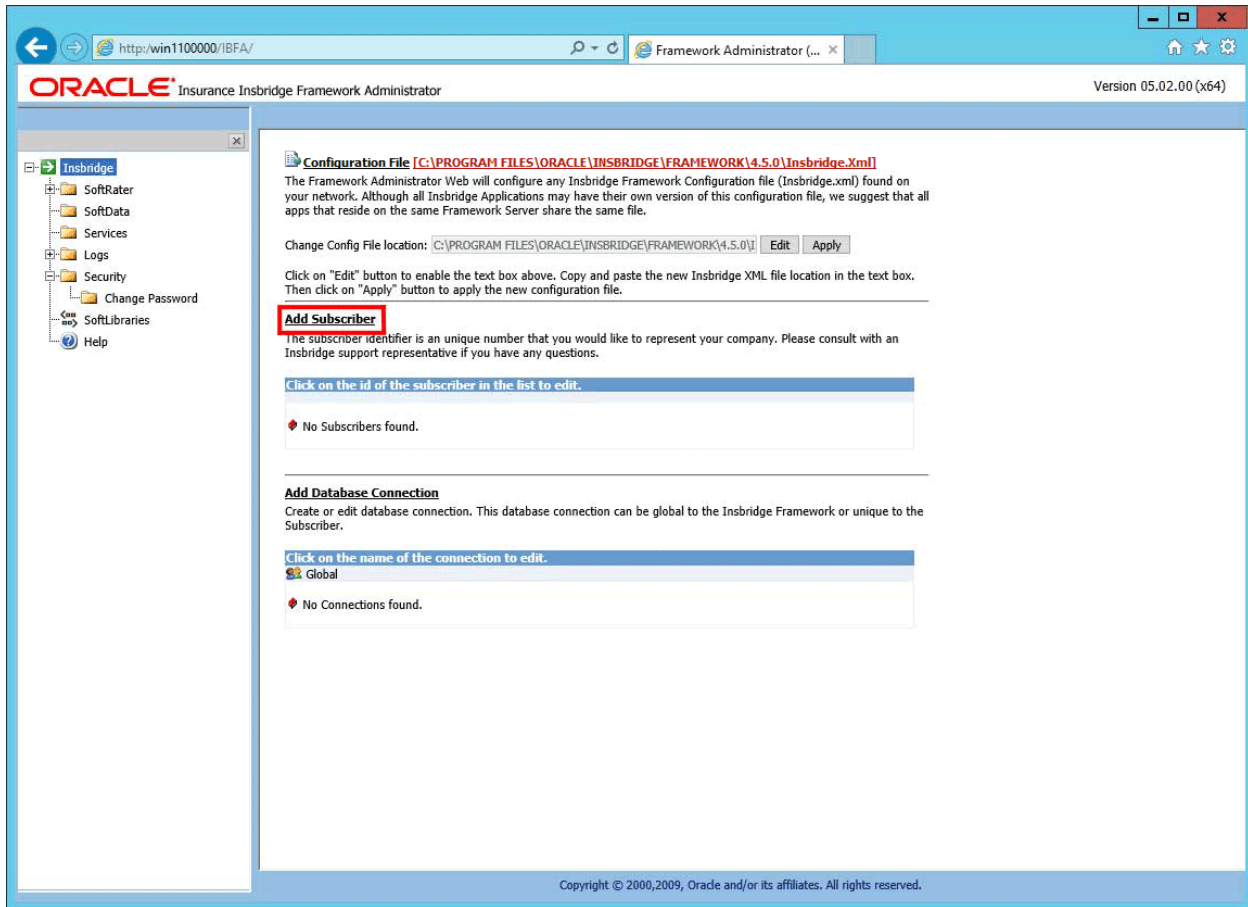 http:/win1100000/IBFA/
Framework Administrator (...
ORACLE Insurance Insbridge Framework Administrator
Version 05.02.00 (x64)
Insbridge
SoftRater
SoftData
Services
Logs
Security
Change Password
SoftLibraries
Help
Configuration File [C:\PROGRAM FILES\ORACLE\INSBRIDGE\FRAMEWORK\4.5.0\Insbridge.Xml]
The Framework Administrator Web will configure any Insbridge Framework Configuration file (Insbridge.xml) found on
your network. Although all Insbridge Applications may have their own version of this configuration file, we suggest that all
apps that reside on the same Framework Server share the same file.
Change Config File location: C:\PROGRAM FILES\ORACLE\INSBRIDGE\FRAMEWORK\4.5.0\I Edit Apply
Click on "Edit" button to enable the text box above. Copy and paste the new Insbridge XML file location in the text box.
Then click on "Apply" button to apply the new configuration file.
Add Subscriber
The subscriber identifier is an unique number that you would like to represent your company. Please consult with an
Insbridge support representative if you have any questions.
Click on the id of the subscriber in the list to edit.
No Subscribers found.
Add Database Connection
Create or edit database connection. This database connection can be global to the Insbridge Framework or unique to the
Subscriber.
Click on the name of the connection to edit.
Global
No Connections found.
Copyright © 2000,2009, Oracle and/or its affiliates. All rights reserved.